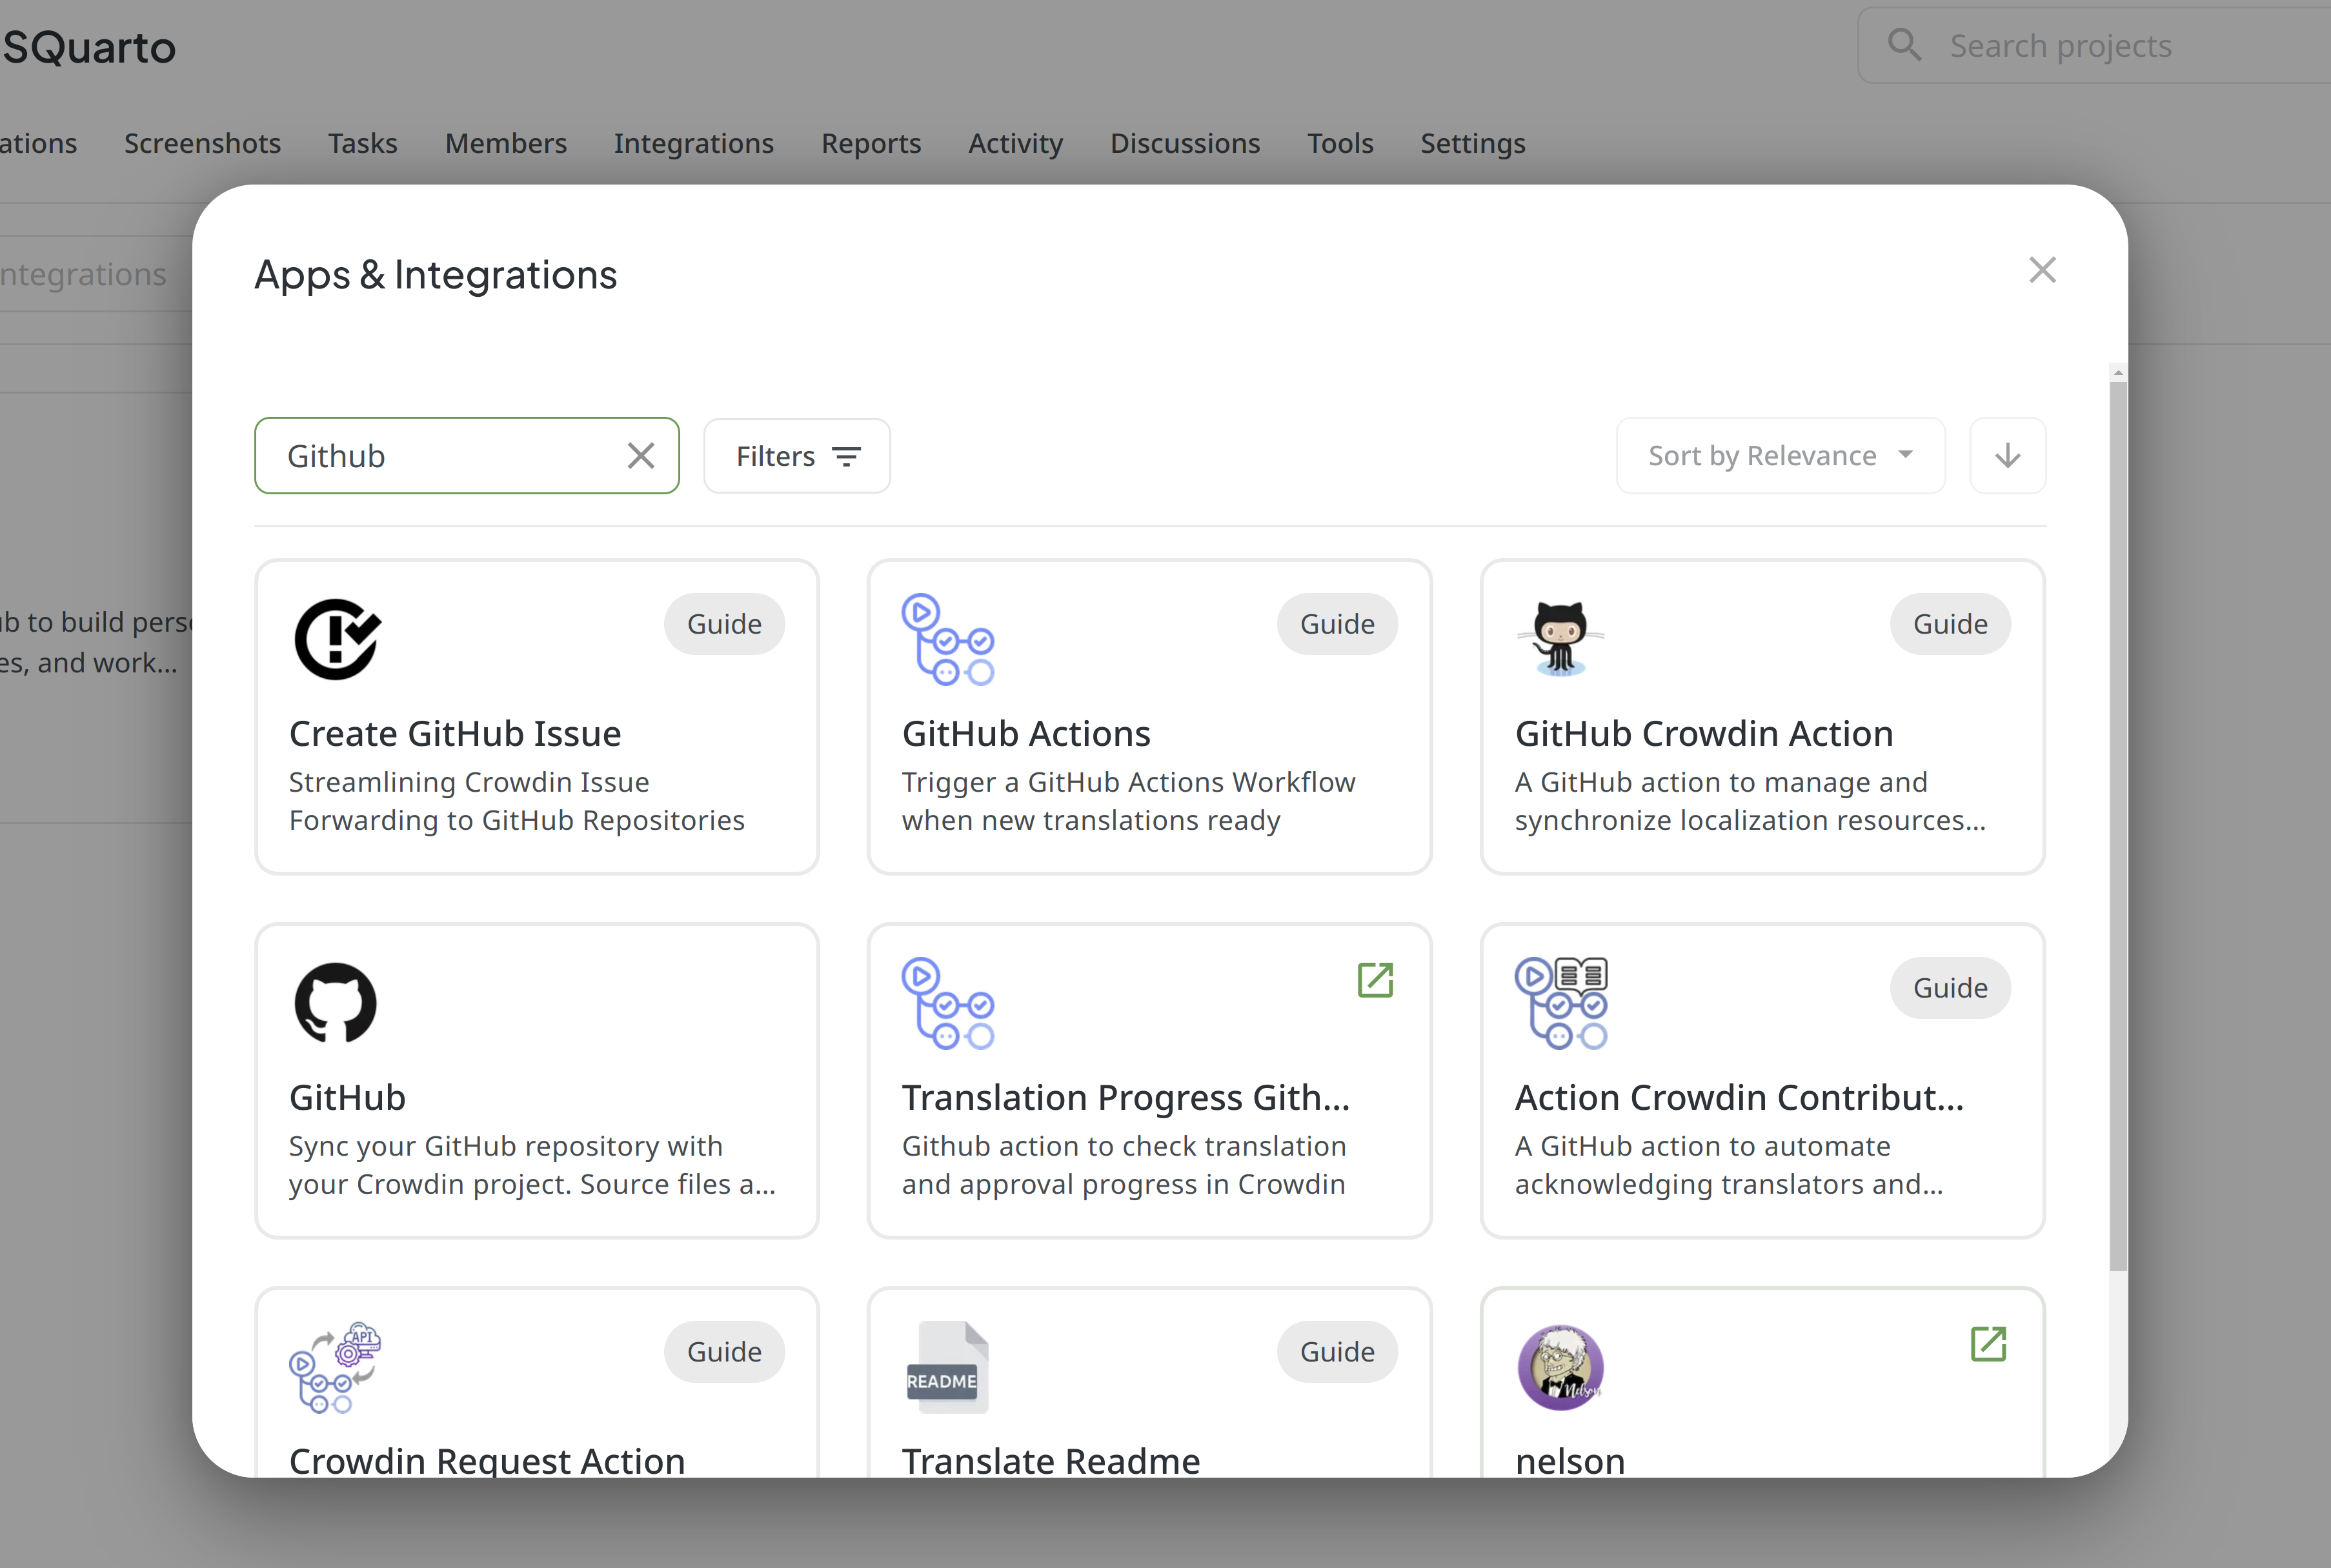 SQuarto
Search projects
ations Screenshots Tasks Members Integrations Reports Activity Discussions Tools Settings
ntegrations
ub to build perso
es, and work...
Apps & Integrations
Github
Filters
Sort by Relevance
Guide
Create GitHub Issue
Streamlining Crowdin Issue
Forwarding to GitHub Repositories
Guide
GitHub Actions
Trigger a GitHub Actions Workflow
when new translations ready
Guide
GitHub Crowdin Action
A GitHub action to manage and
synchronize localization resources...
GitHub
Sync your GitHub repository with
your Crowdin project. Source files a...
Translation Progress Gith...
Github action to check translation
and approval progress in Crowdin
Guide
Action Crowdin Contribut...
A GitHub action to automate
acknowledging translators and...
API
Guide
Crowdin Request Action
README
Guide
Translate Readme
Nelson
nelson